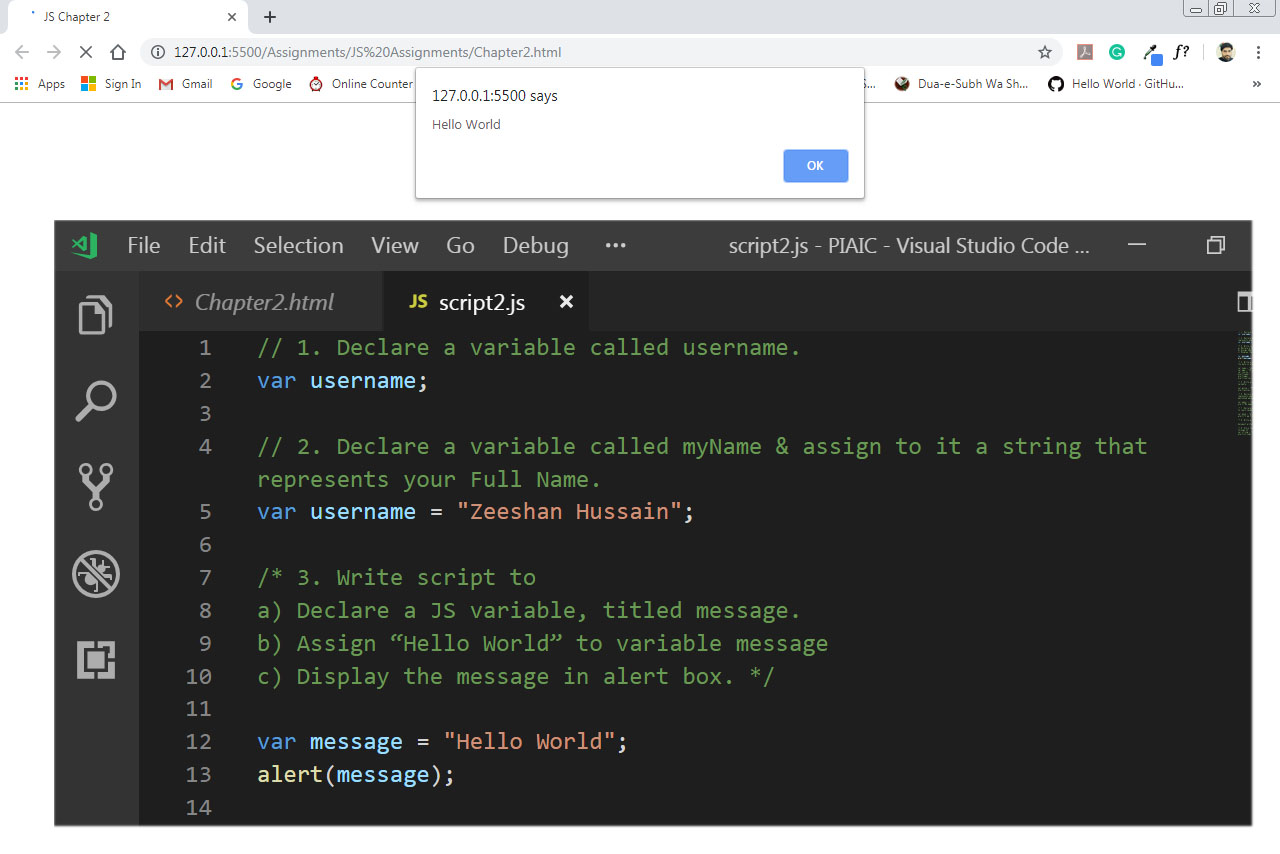 JS Chapter 2
127.0.0.1:5500/Assignments/JS%20Assignments/Chapter2.html
f?
Apps Sign In Gmail Google Online Counter S... Dua-e-Subh Wa Sh... Hello World · GitHu... »
127.0.0.1:5500 says
Hello World
OK
File Edit Selection View Go Debug ··· script2.js - PIAIC - Visual Studio Code ...
<> Chapter2.html JS script2.js
1 // 1. Declare a variable called username.
2 var username;
3
4 // 2. Declare a variable called myName & assign to it a string that
represents your Full Name.
5 var username = "Zeeshan Hussain";
6
7 /* 3. Write script to
8 a) Declare a JS variable, titled message.
9 b) Assign “Hello World” to variable message
10 c) Display the message in alert box. */
11
12 var message = "Hello World";
13 alert(message);
14